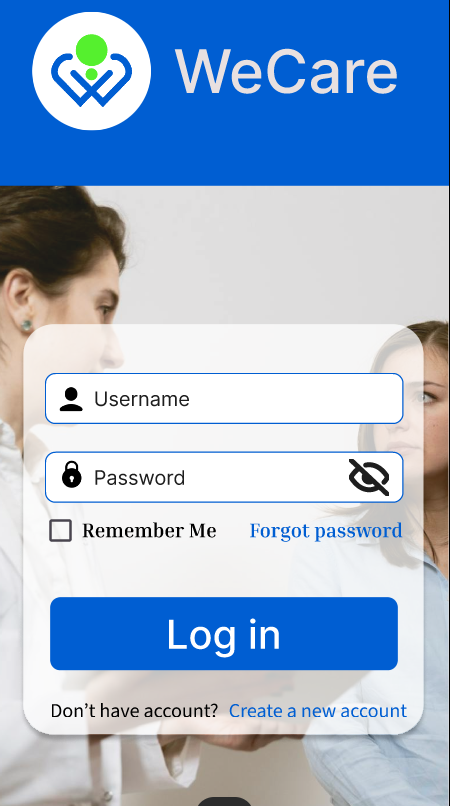 WeCare
Username
Password
Remember Me Forgot password
Log in
Don’t have account? Create a new account